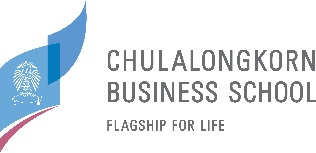 CHULALONGKORN
BUSINESS SCHOOL
FLAGSHIP FOR LIFE